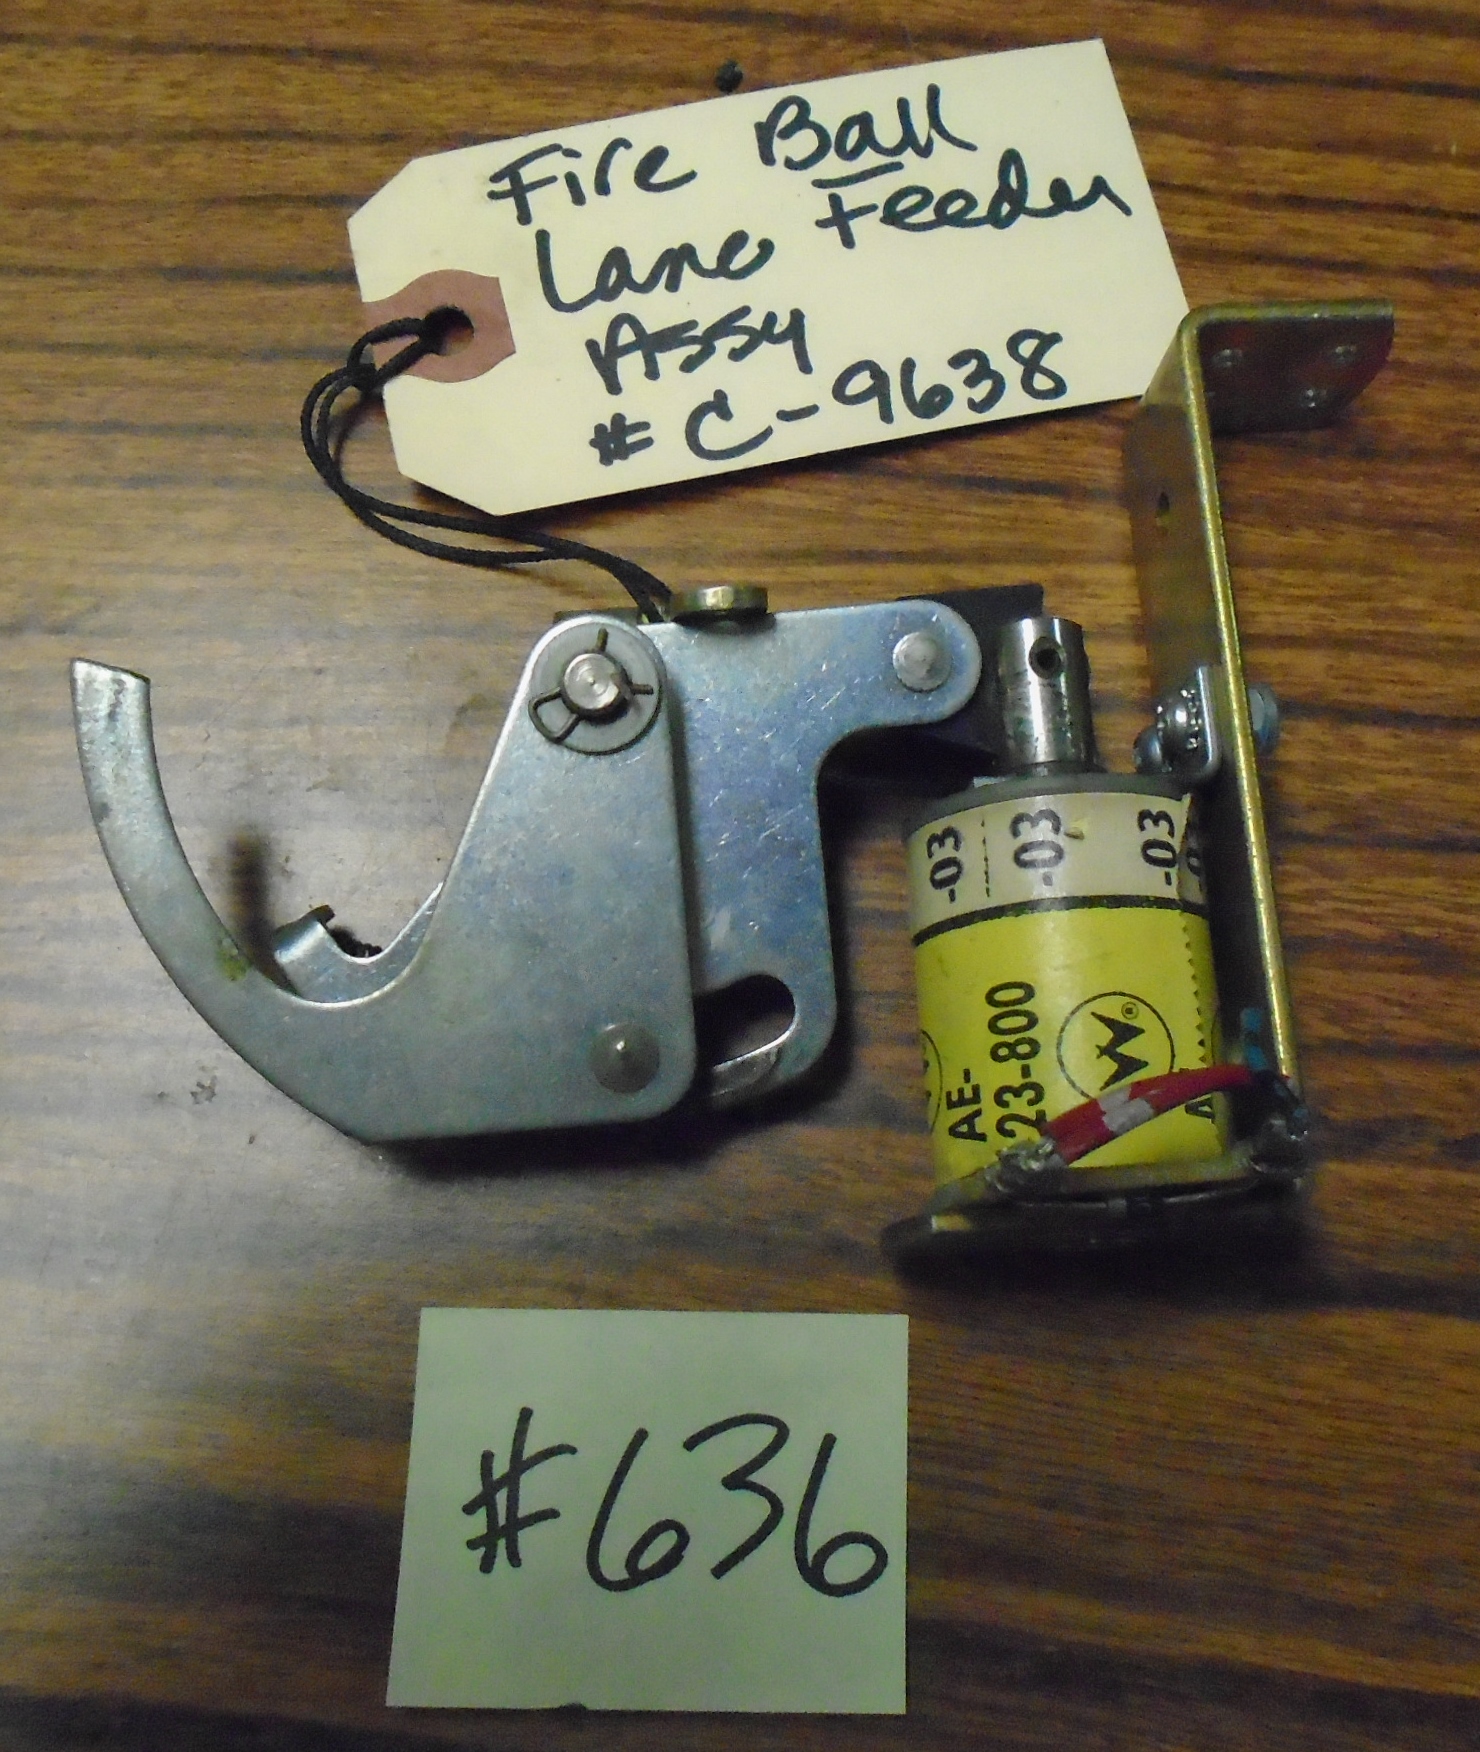 Fire Ball
Lane Feeder
Assy
# C-9638
-03 -03 -03
AE-
23-800
W
®
#636